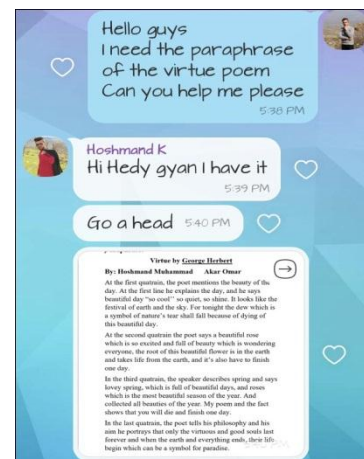 Hello guys
I need the paraphrase
of the virtue poem
Can you help me please
5:38 PM
Hoshmand K
Hi Hedy gyan I have it
5:39 PM
Go a head 5:40 PM
Virtue by George Herbert
By: Hoshmand Muhammad Akar Omar
At the first quatrain, the poet mentions the beauty of the
day. At the first line he explains the day, and he says
beautiful day "so cool" so quiet, so shine. It looks like the
festival of earth and the sky. For tonight the dew which is
a symbol of nature's tear shall fall because of dying of
this beautiful day.
At the second quatrain the poet says a beautiful rose
which is so excited and full of beauty which is wondering
everyone, the root of this beautiful flower is in the earth
and takes life from the earth, and it's also have to finish
one day.
In the third quatrain, the speaker describes spring and says
lovey spring, which is full of beautiful days, and roses
which is the most beautiful season of the year. And
collected all beauties of the year. My poem and the fact
shows that you will die and finish one day.
In the last quatrain, the poet tells his philosophy and his
aim he portrays that only the virtuous and good souls last
forever and when the earth and everything ends, their life
begin which can be a symbol for paradise.